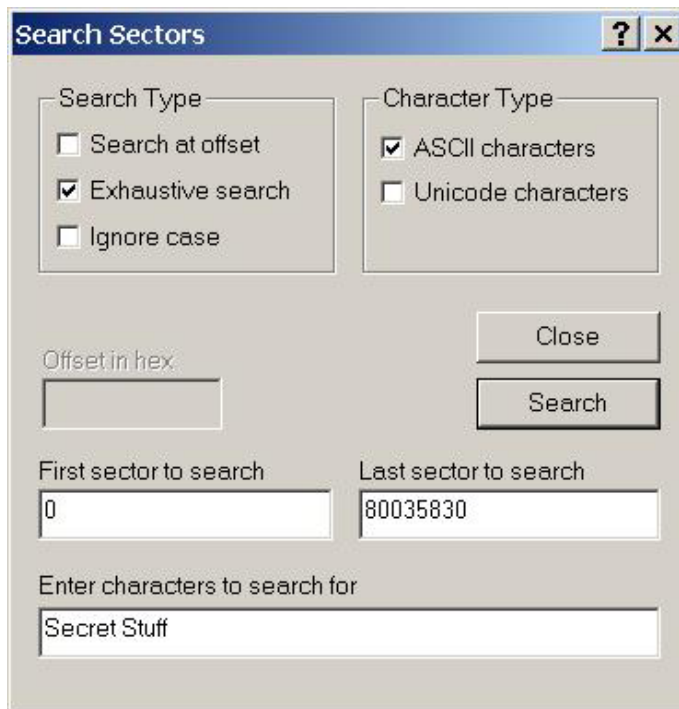 Search Sectors
Search Type
Search at offset
Exhaustive search
Ignore case
Character Type
ASCII characters
Unicode characters
Close
Offset in hex
Search
First sector to search
0
Last sector to search
80035830
Enter characters to search for
Secret Stuff